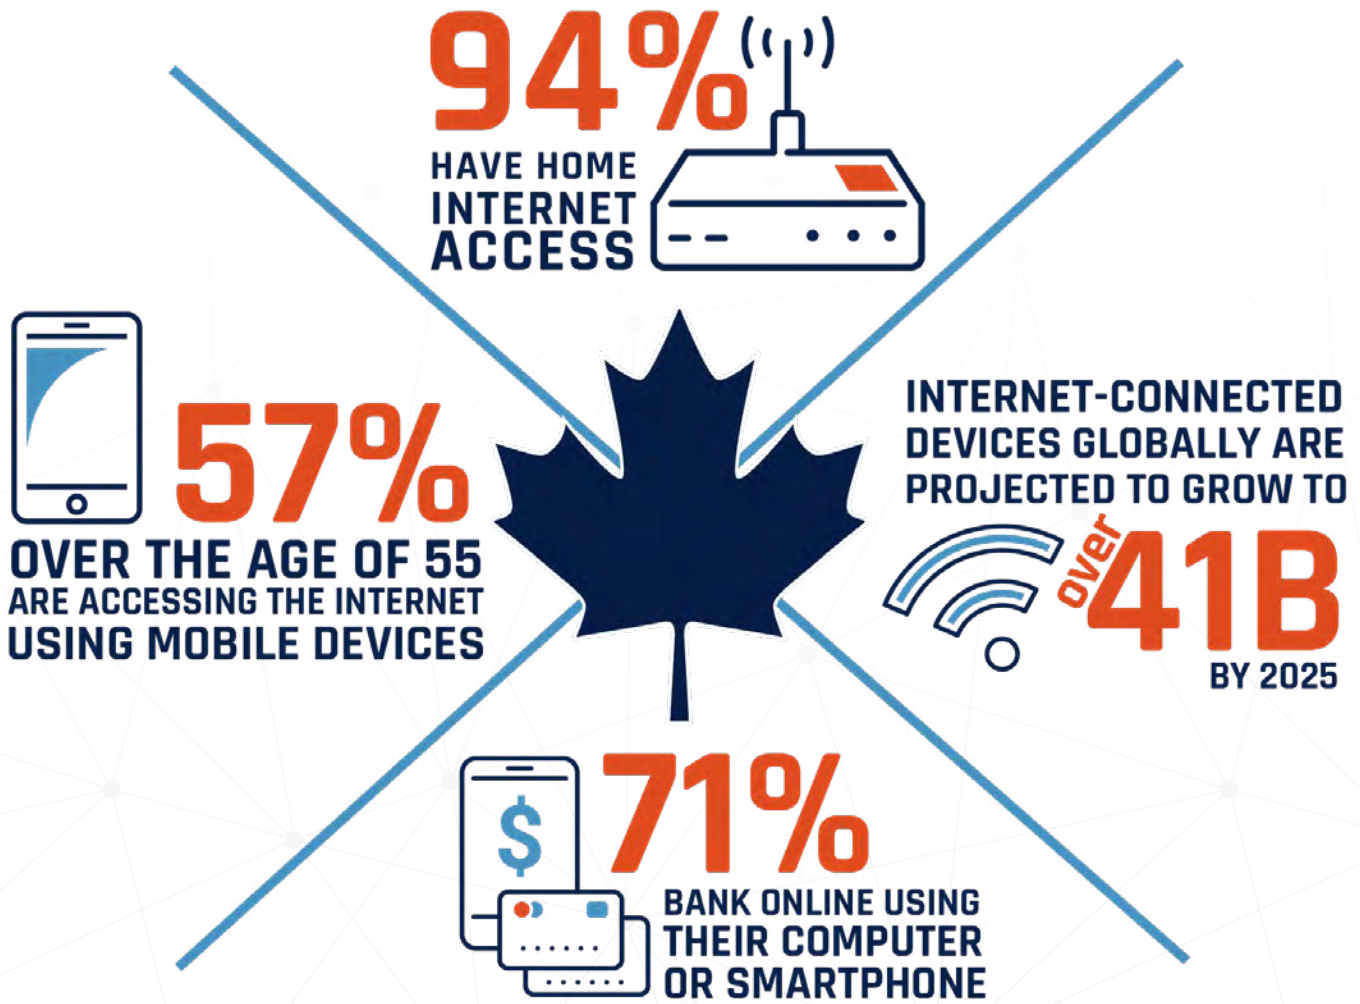 94%
HAVE HOME
INTERNET
ACCESS
57%
OVER THE AGE OF 55
ARE ACCESSING THE INTERNET
USING MOBILE DEVICES
INTERNET-CONNECTED
DEVICES GLOBALLY ARE
PROJECTED TO GROW TO
over 41B
BY 2025
$
71%
BANK ONLINE USING
THEIR COMPUTER
OR SMARTPHONE